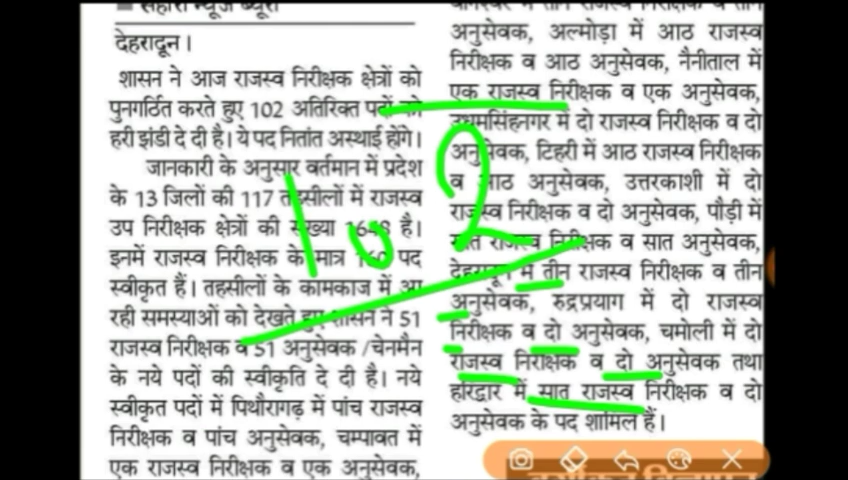 सहारा न्यूज ब्यूरो
देहरादून।
शासन ने आज राजस्व निरीक्षक क्षेत्रों को
पुनर्गठित करते हुए 102 अतिरिक्त पदों को
हरी झंडी दे दी है। ये पद नितांत अस्थाई होंगे।
जानकारी के अनुसार वर्तमान में प्रदेश
के 13 जिलों की 117 तहसीलों में राजस्व
उप निरीक्षक क्षेत्रों की संख्या है।
इनमें राजस्व निरीक्षक के मात्र 160 पद
स्वीकृत हैं। तहसीलों के कामकाज में आ
रही समस्याओं को देखते हुए शासन ने 51
राजस्व निरीक्षक व 51 अनुसेवक/चेनमैन
के नये पदों की स्वीकृति दे दी है। नये
स्वीकृत पदों में पिथौरागढ़ में पांच राजस्व
निरीक्षक व पांच अनुसेवक, चम्पावत में
एक राजस्व निरीक्षक व एक अनुसेवक,
में तीन राजस्व निरीक्षक व तीन
अनुसेवक, अल्मोड़ा में आठ राजस्व
निरीक्षक व आठ अनुसेवक, नैनीताल में
एक राजस्व निरीक्षक व एक अनुसेवक,
उधमसिंहनगर में दो राजस्व निरीक्षक व दो
अनुसेवक, टिहरी में आठ राजस्व निरीक्षक
व आठ अनुसेवक, उत्तरकाशी में दो
राजस्व निरीक्षक व दो अनुसेवक, पौड़ी में
सात राजस्व निरीक्षक व सात अनुसेवक,
देहरादून में तीन राजस्व निरीक्षक व तीन
अनुसेवक, रुद्रप्रयाग में दो राजस्व
निरीक्षक व दो अनुसेवक, चमोली में दो
राजस्व निरीक्षक व दो अनुसेवक तथा
हरिद्वार में सात राजस्व निरीक्षक व दो
अनुसेवक के पद शामिल हैं।
102